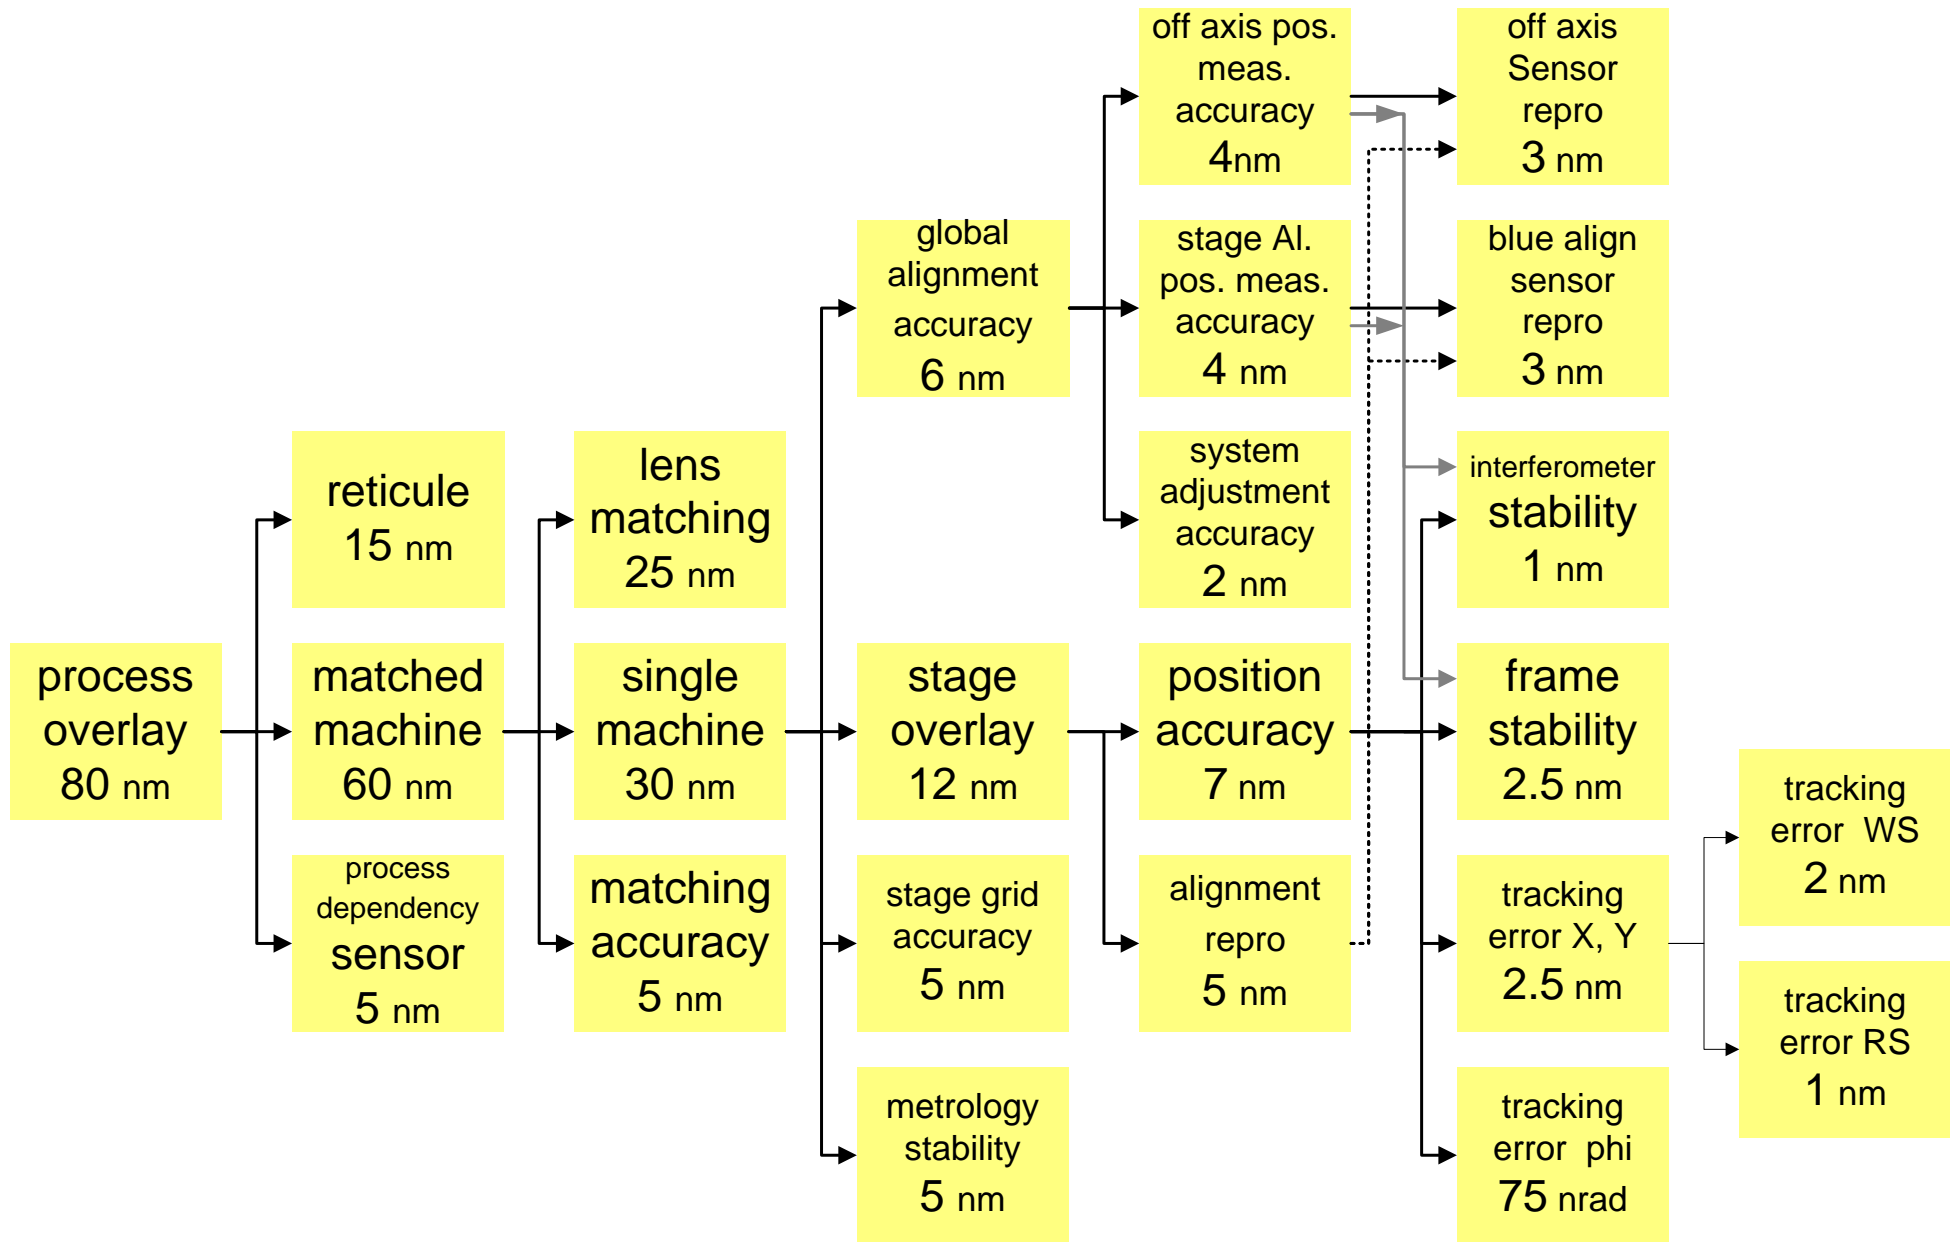 process
overlay
80 nm
reticule
15 nm
matched
machine
60 nm
process
dependency
sensor
5 nm
lens
matching
25 nm
single
machine
30 nm
matching
accuracy
5 nm
global
alignment
accuracy
6 nm
stage
overlay
12 nm
stage grid
accuracy
5 nm
metrology
stability
5 nm
off axis pos.
meas.
accuracy
4nm
stage Al.
pos. meas.
accuracy
4 nm
system
adjustment
accuracy
2 nm
position
accuracy
7 nm
alignment
repro
5 nm
off axis
Sensor
repro
3 nm
blue align
sensor
repro
3 nm
interferometer
stability
1 nm
frame
stability
2.5 nm
tracking
error X, Y
2.5 nm
tracking
error phi
75 nrad
tracking
error WS
2 nm
tracking
error RS
1 nm